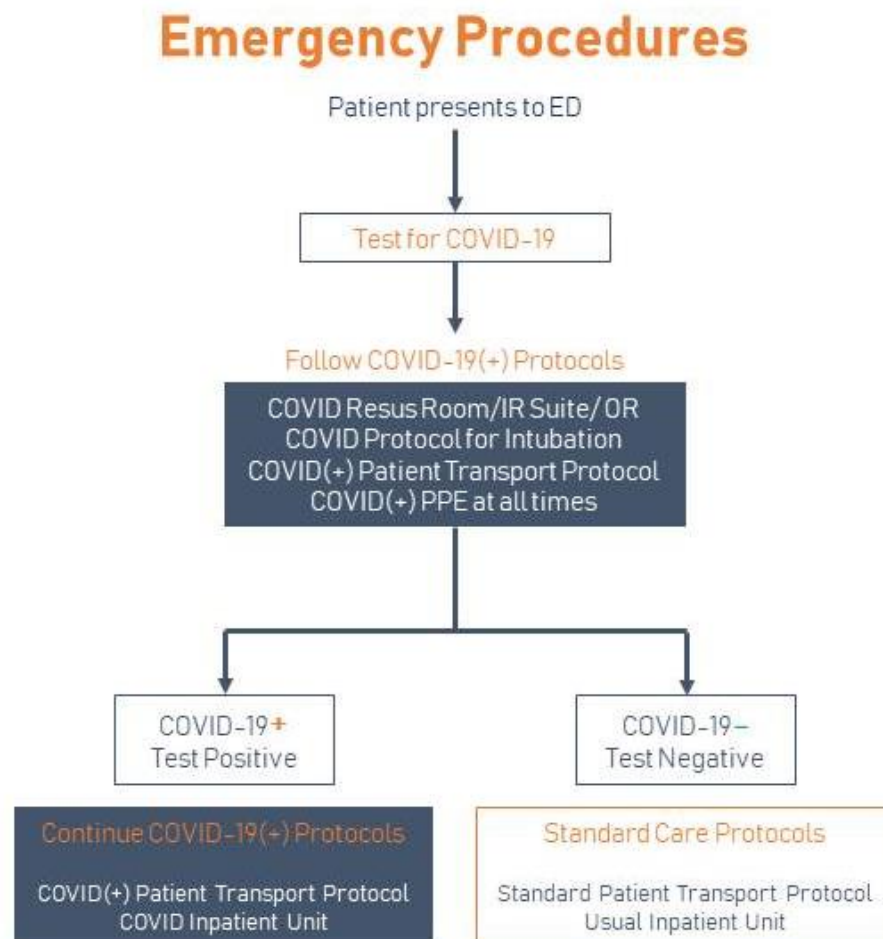 Emergency Procedures
Patient presents to ED
Test for COVID-19
Follow COVID-19(+) Protocols
COVID Resus Room/IR Suite/ OR
COVID Protocol for Intubation
COVID(+) Patient Transport Protocol
COVID(+) PPE at all times
COVID-19+
Test Positive
COVID-19–
Test Negative
Continue COVID-19(+) Protocols
COVID(+) Patient Transport Protocol
COVID Inpatient Unit
Standard Care Protocols
Standard Patient Transport Protocol
Usual Inpatient Unit